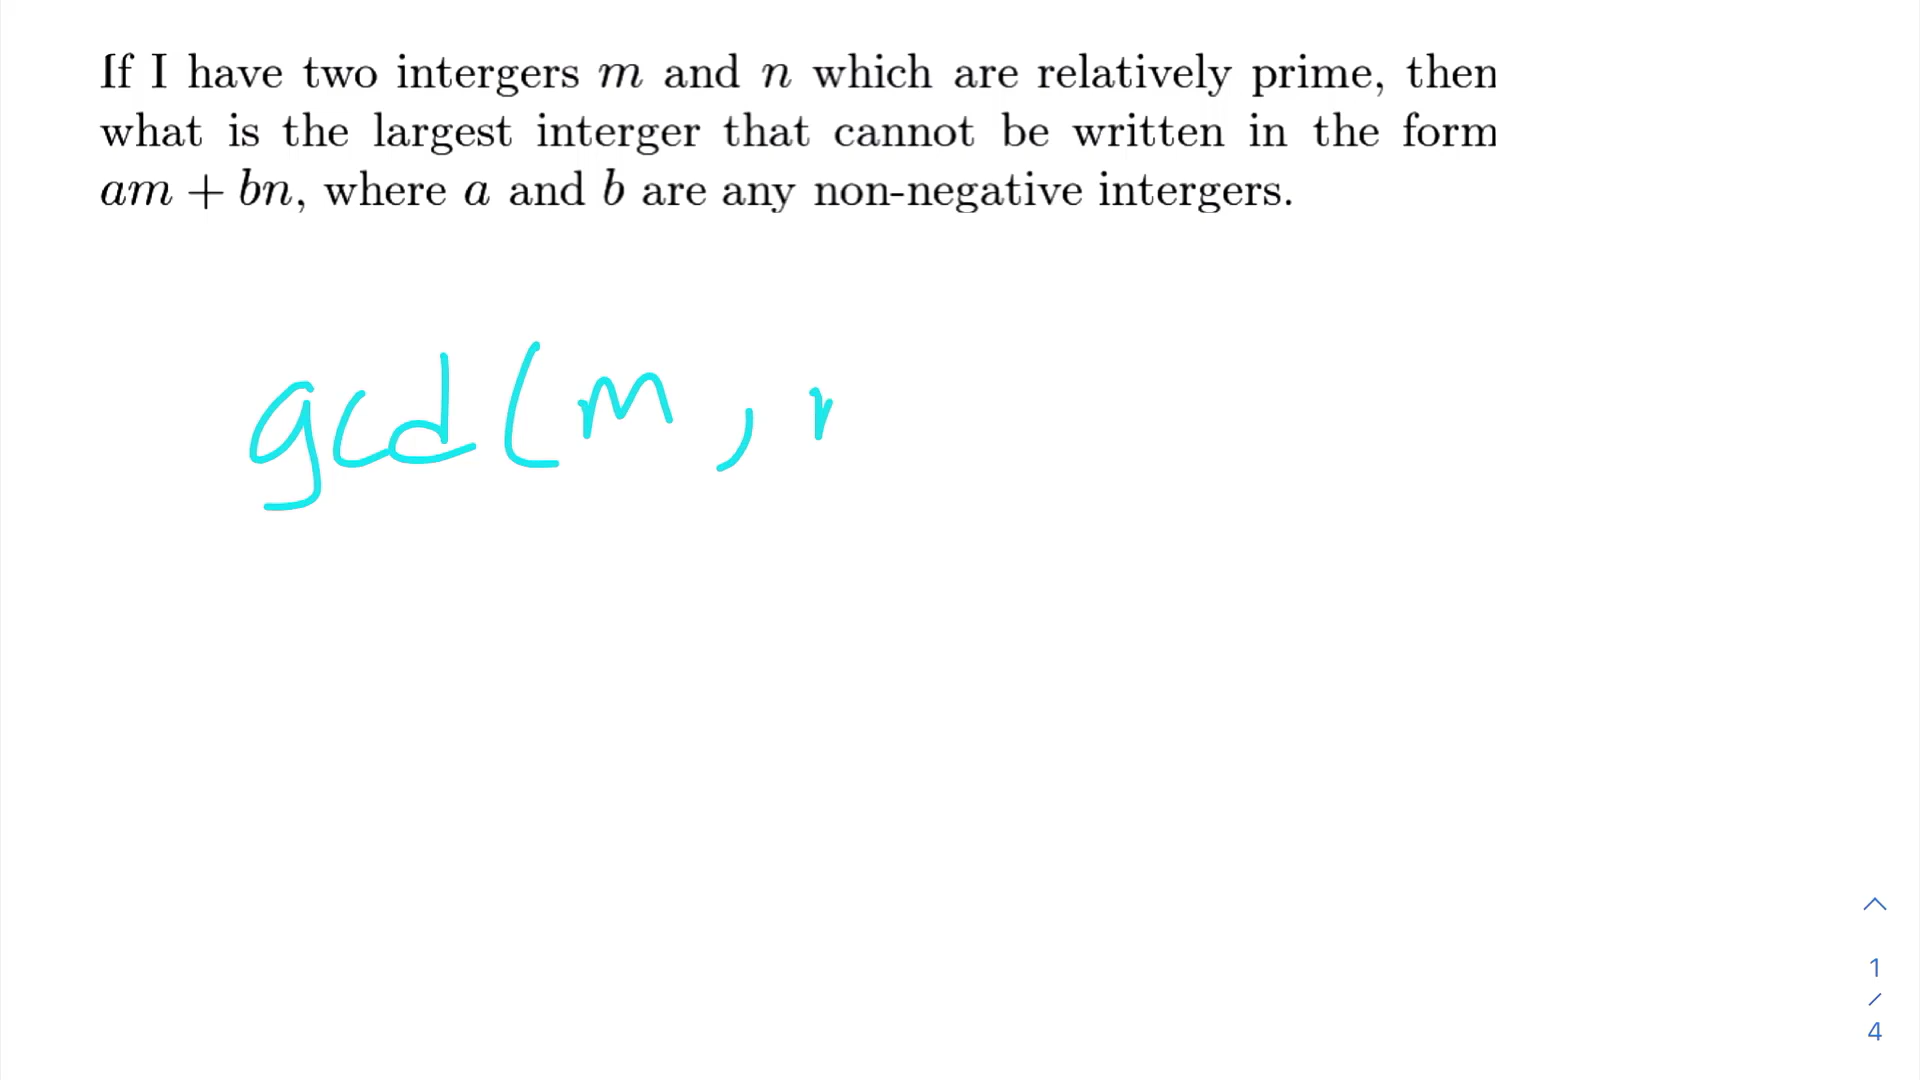 If I have two intergers m and n which are relatively prime, then
what is the largest interger that cannot be written in the form
am + bn, where a and b are any non-negative intergers.
gcd(m, r
1
/
4